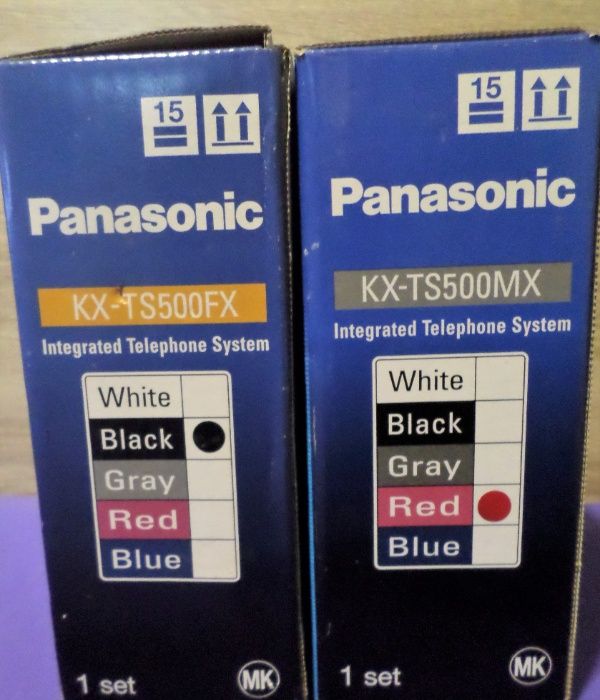 15
Panasonic
KX-TS500FX
Integrated Telephone System
White
Black
Gray
Red
Blue
1 set
MK
15
Panasonic
KX-TS500MX
Integrated Telephone System
White
Black
Gray
Red
Blue
1 set
MK